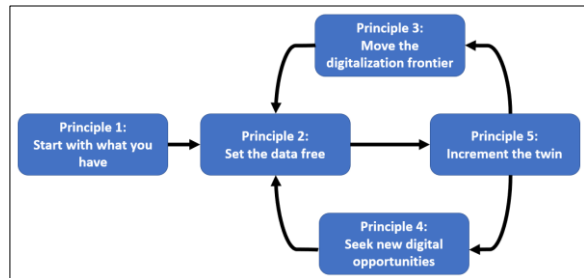 Principle 3:
Move the
digitalization frontier
Principle 1:
Start with what you
have
Principle 2:
Set the data free
Principle 5:
Increment the twin
Principle 4:
Seek new digital
opportunities